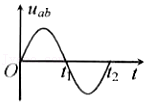 u_ab
O t₁ t₂ t